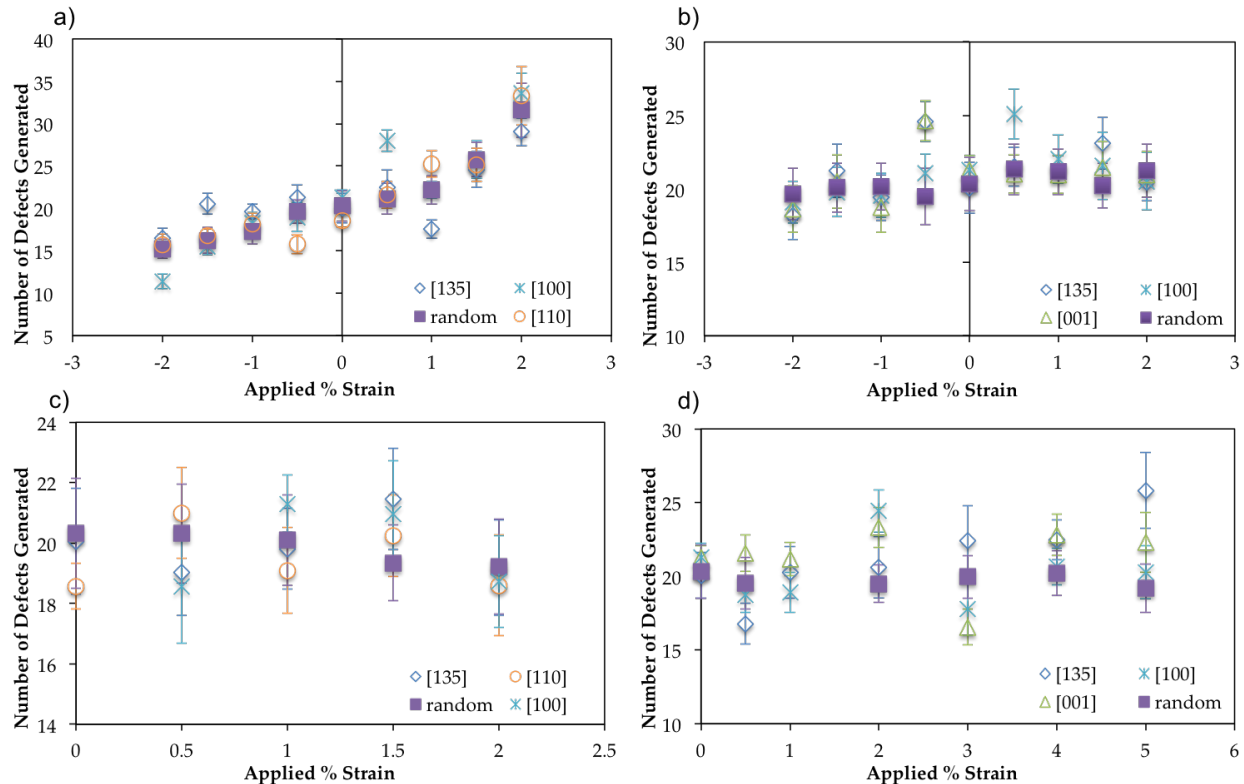 a)
Number of Defects Generated
40
35
30
25
20
15
10
5
-3 -2 -1 0 1 2 3
Applied % Strain
[135] [100]
random [110]
b)
Number of Defects Generated
30
25
20
15
10
-3 -2 -1 0 1 2 3
Applied % Strain
[135] [100]
[001] random
c)
Number of Defects Generated
24
22
20
18
16
14
0 0.5 1 1.5 2 2.5
Applied % Strain
[135] [110]
random [100]
d)
Number of Defects Generated
30
25
20
15
10
0 1 2 3 4 5 6
Applied % Strain
[135] [100]
[001] random